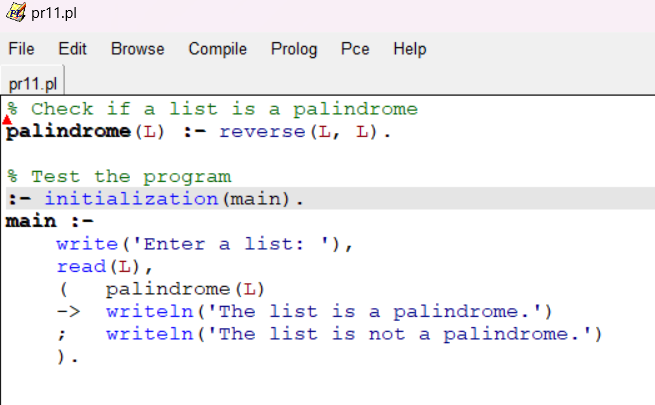 pr11.pl
File Edit Browse Compile Prolog Pce Help
pr11.pl
% Check if a list is a palindrome
palindrome(L) :- reverse(L, L).
% Test the program
:- initialization(main).
main :-
    write('Enter a list: '),
    read(L),
    (   palindrome(L)
    ->  writeln('The list is a palindrome.')
    ;   writeln('The list is not a palindrome.')
    ).